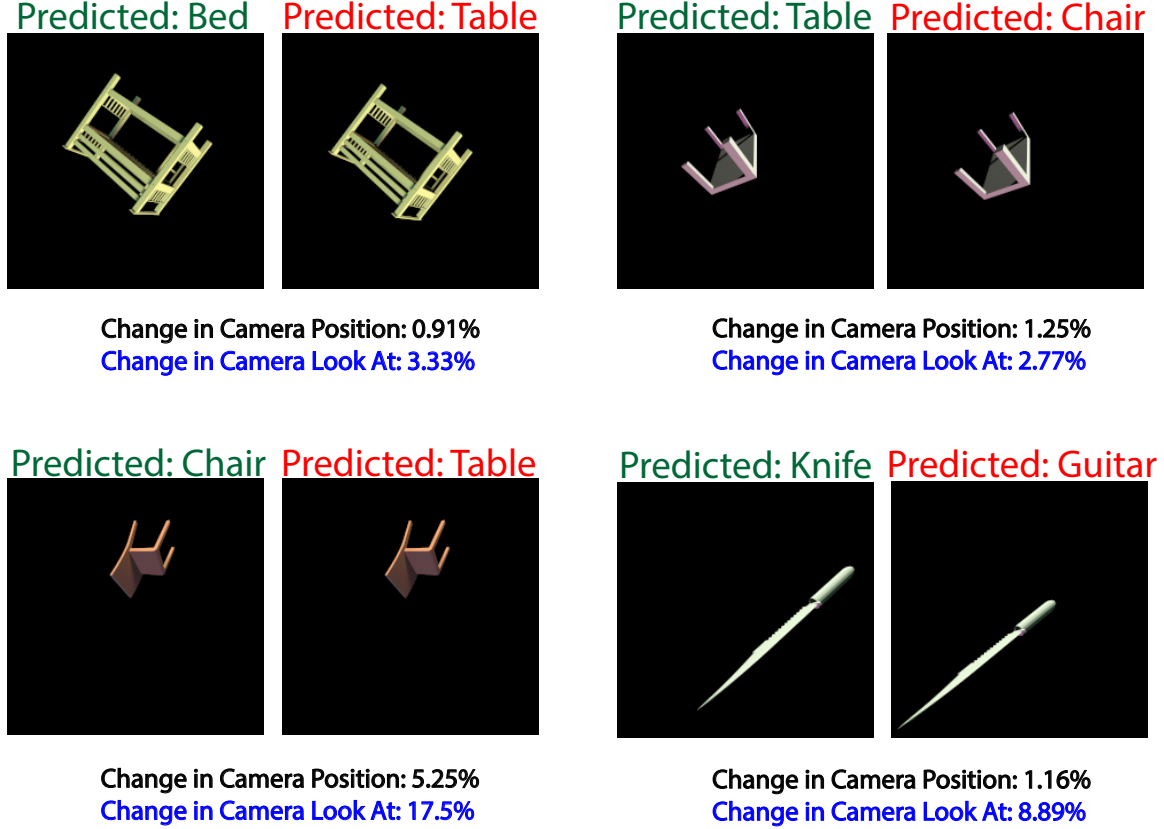 Predicted: Bed
Predicted: Table
Predicted: Table
Predicted: Chair
Change in Camera Position: 0.91%
Change in Camera Look At: 3.33%
Change in Camera Position: 1.25%
Change in Camera Look At: 2.77%
Predicted: Chair
Predicted: Table
Predicted: Knife
Predicted: Guitar
Change in Camera Position: 5.25%
Change in Camera Look At: 17.5%
Change in Camera Position: 1.16%
Change in Camera Look At: 8.89%